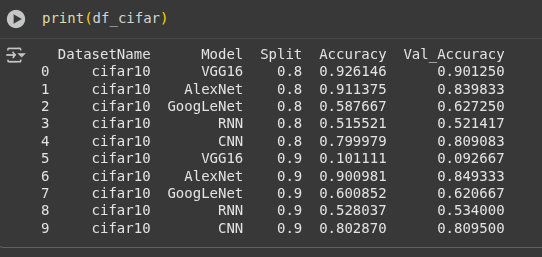 print(df_cifar)
DatasetName Model Split Accuracy Val_Accuracy
0 cifar10 VGG16 0.8 0.926146 0.901250
1 cifar10 AlexNet 0.8 0.911375 0.839833
2 cifar10 GoogLeNet 0.8 0.587667 0.627250
3 cifar10 RNN 0.8 0.515521 0.521417
4 cifar10 CNN 0.8 0.799979 0.809083
5 cifar10 VGG16 0.9 0.101111 0.092667
6 cifar10 AlexNet 0.9 0.900981 0.849333
7 cifar10 GoogLeNet 0.9 0.600852 0.620667
8 cifar10 RNN 0.9 0.528037 0.534000
9 cifar10 CNN 0.9 0.802870 0.809500